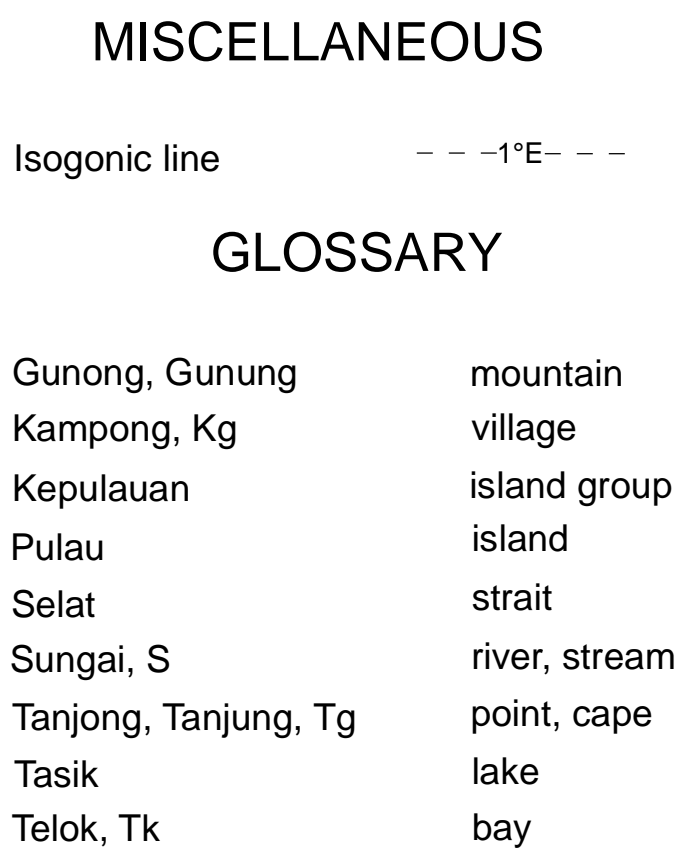 MISCELLANEOUS
Isogonic line 1°E
GLOSSARY
Gunong, Gunung mountain
Kampong, Kg village
Kepulauan island group
Pulau island
Selat strait
Sungai, S river, stream
Tanjong, Tanjung, Tg point, cape
Tasik lake
Telok, Tk bay